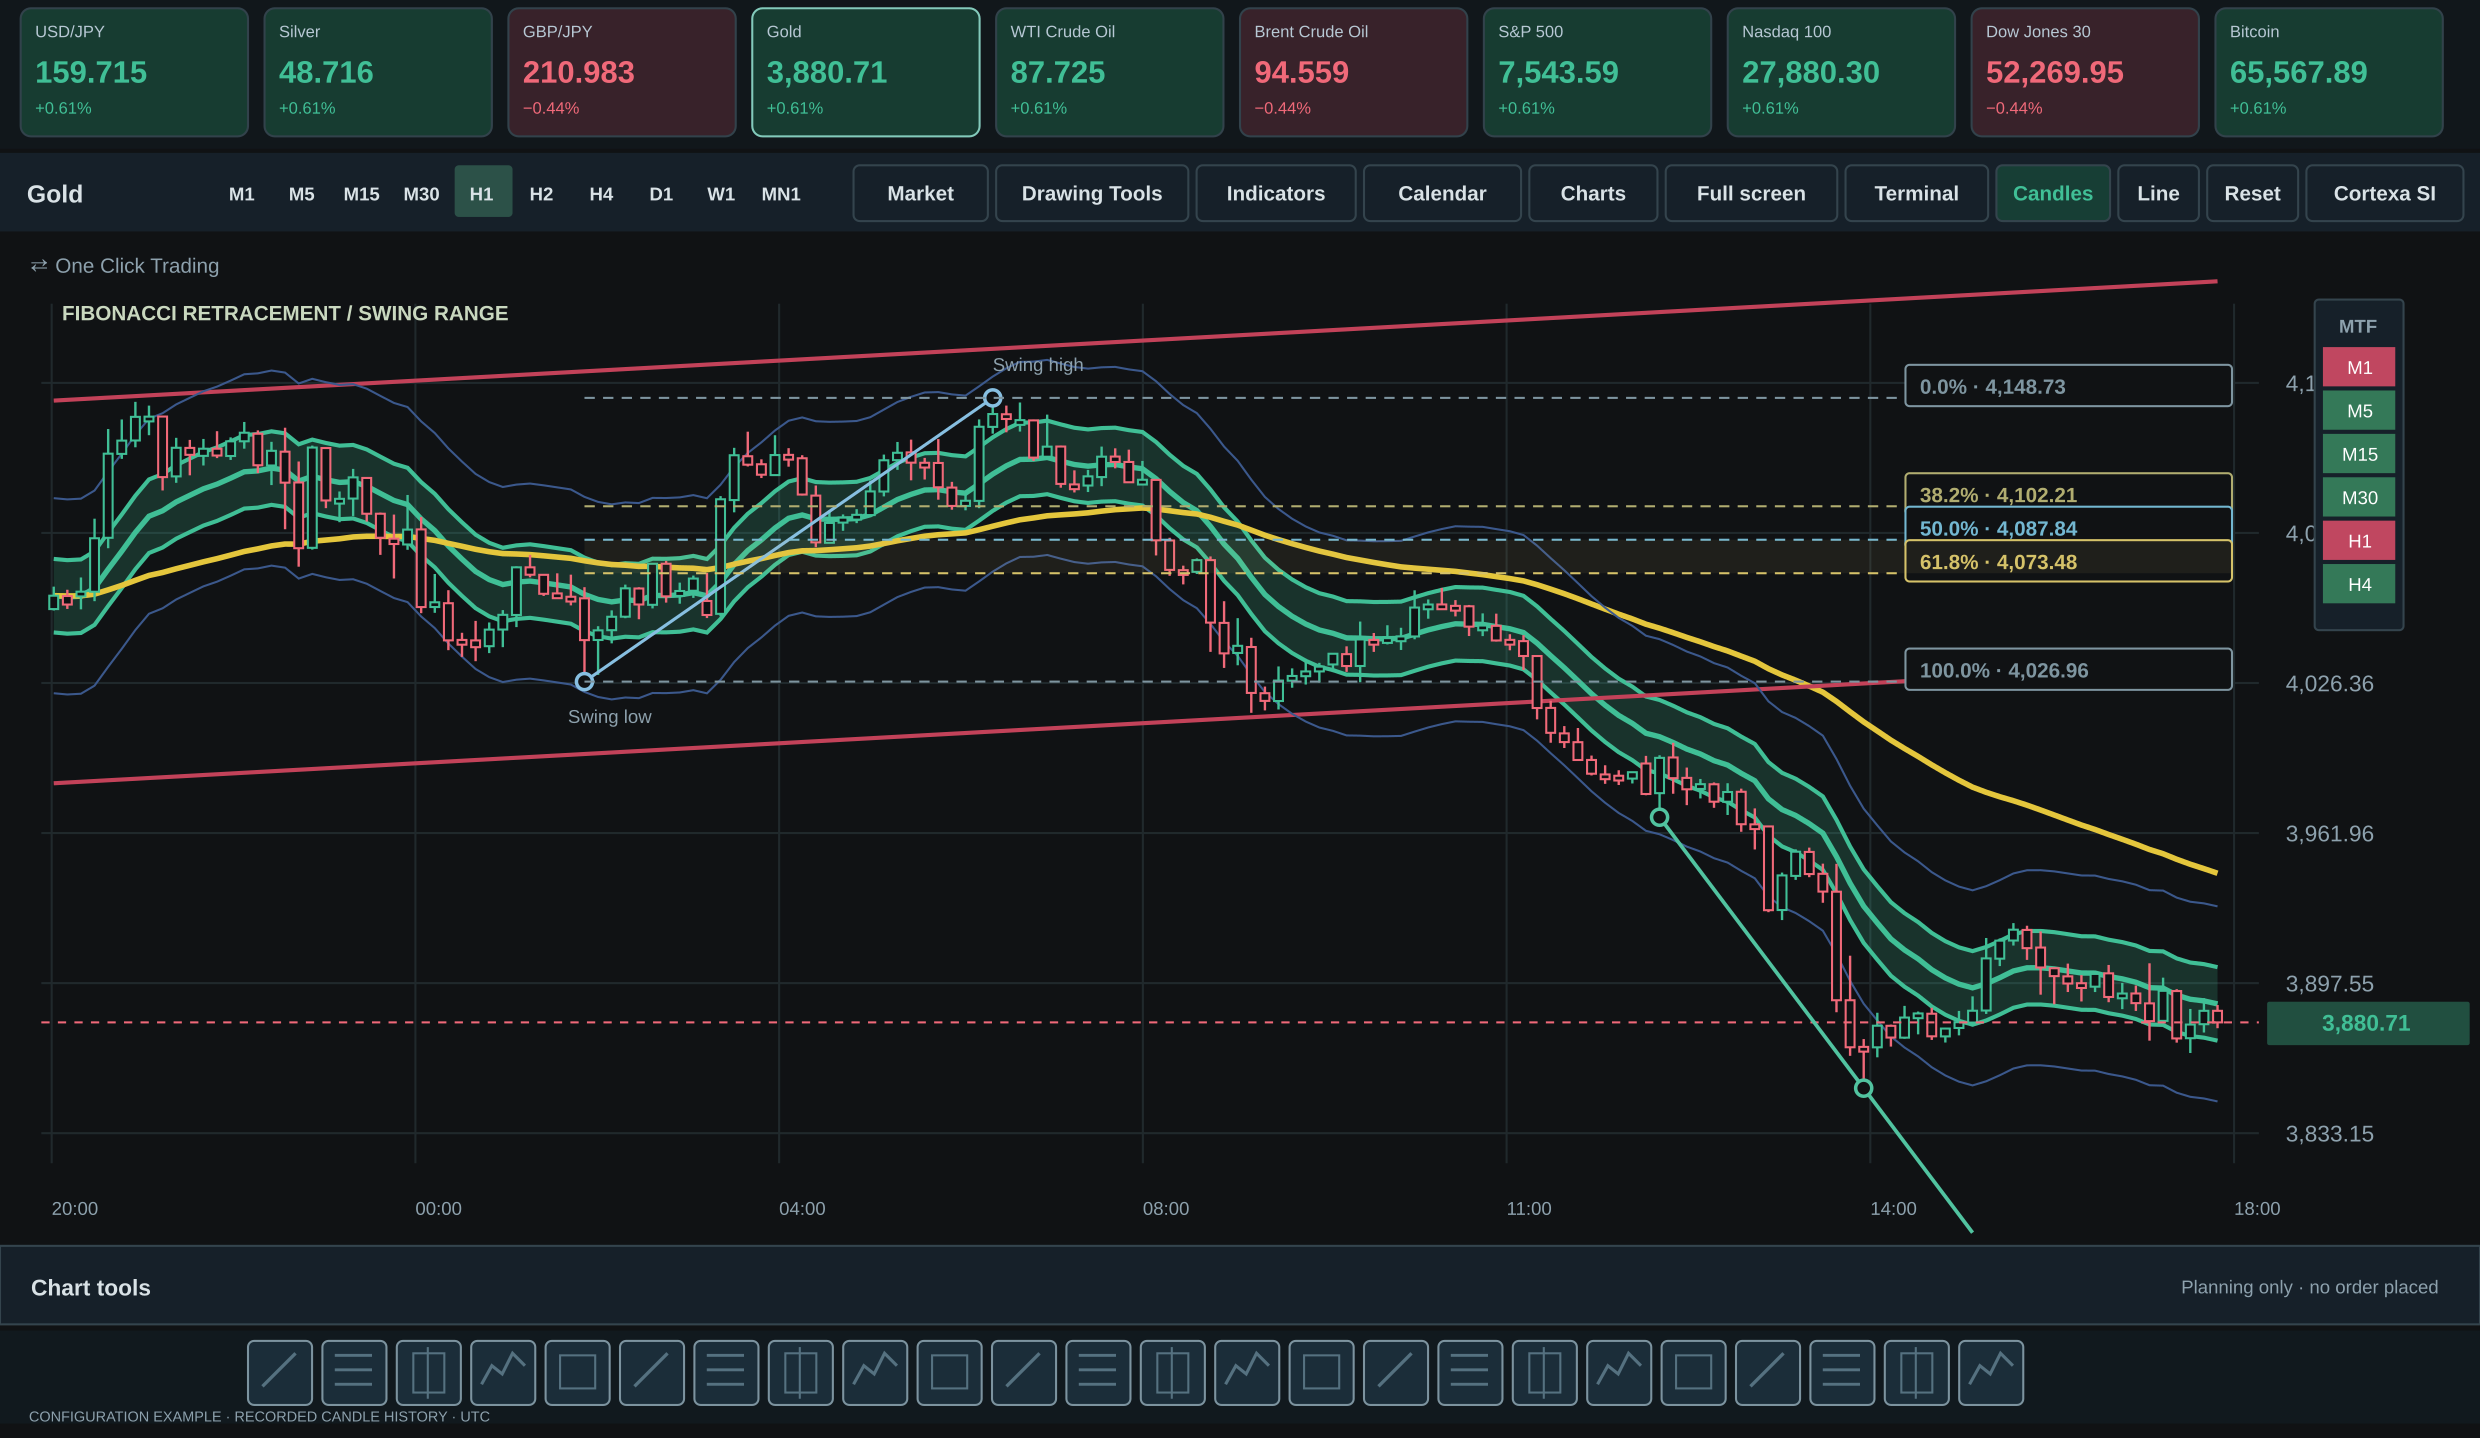 USD/JPY Silver GBP/JPY Gold WTI Crude Oil Brent Crude Oil S&P 500 Nasdaq 100 Dow Jones 30 Bitcoin
159.715 48.716 210.983 3,880.71 87.725 94.559 7,543.59 27,880.30 52,269.95 65,567.89
+0.61% +0.61% −0.44% +0.61% +0.61% −0.44% +0.61% +0.61% −0.44% +0.61%
Gold M1 M5 M15 M30 H1 H2 H4 D1 W1 MN1 Market Drawing Tools Indicators Calendar Charts Full screen Terminal Candles Line Reset Cortexa SI
⇄ One Click Trading
FIBONACCI RETRACEMENT / SWING RANGE
MTF
Swing high
M1
0.0% · 4,148.73
4,1
M5
M15
38.2% · 4,102.21
M30
50.0% · 4,087.84
4,0
H1
61.8% · 4,073.48
H4
100.0% · 4,026.96
4,026.36
Swing low
3,961.96
3,897.55
3,880.71
3,833.15
20:00 00:00 04:00 08:00 11:00 14:00 18:00
Chart tools
Planning only · no order placed
CONFIGURATION EXAMPLE · RECORDED CANDLE HISTORY · UTC